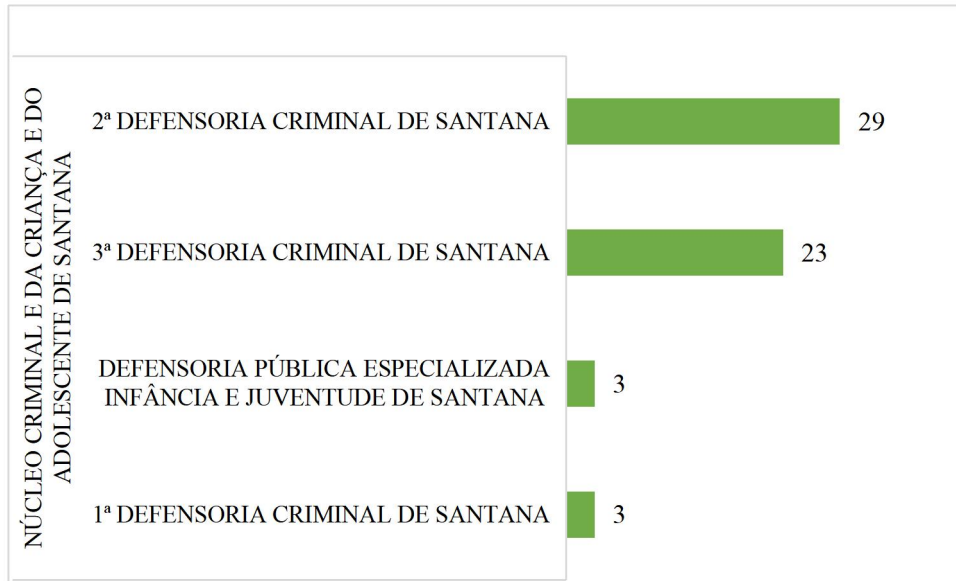 NÚCLEO CRIMINAL E DA CRIANÇA E DO
ADOLESCENTE DE SANTANA
2ª DEFENSORIA CRIMINAL DE SANTANA
29
3ª DEFENSORIA CRIMINAL DE SANTANA
23
DEFENSORIA PÚBLICA ESPECIALIZADA
INFÂNCIA E JUVENTUDE DE SANTANA
3
1ª DEFENSORIA CRIMINAL DE SANTANA
3